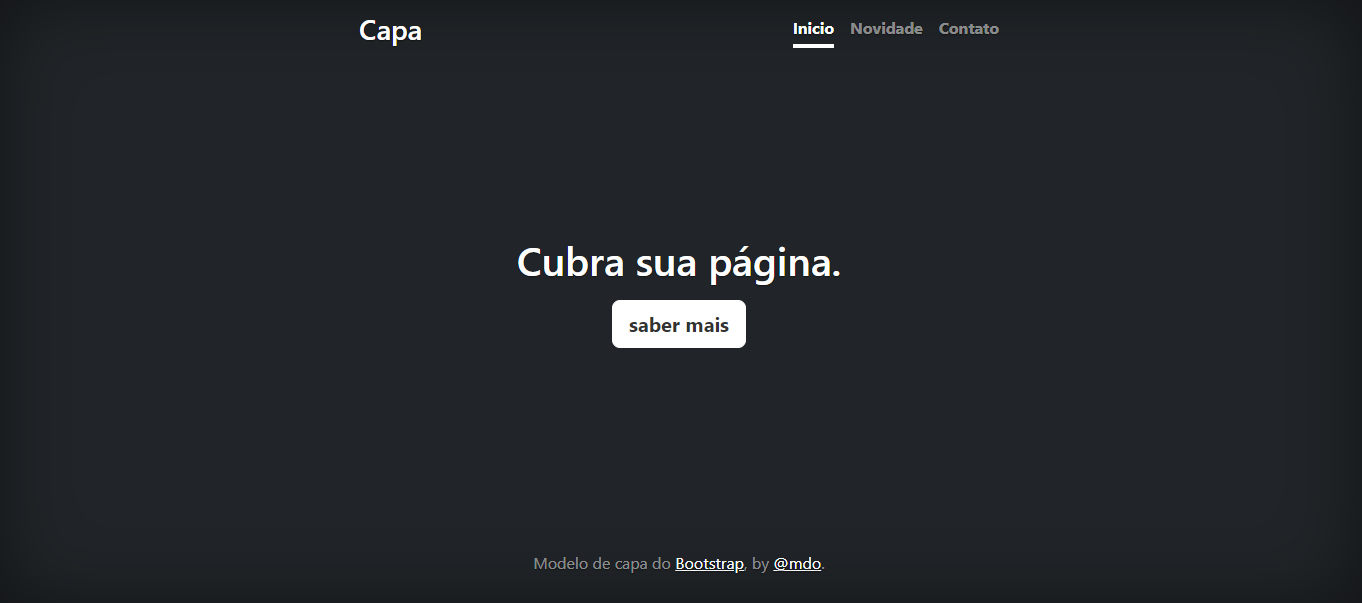 Capa
Inicio Novidade Contato
Cubra sua página.
saber mais
Modelo de capa do Bootstrap, by @mdo.